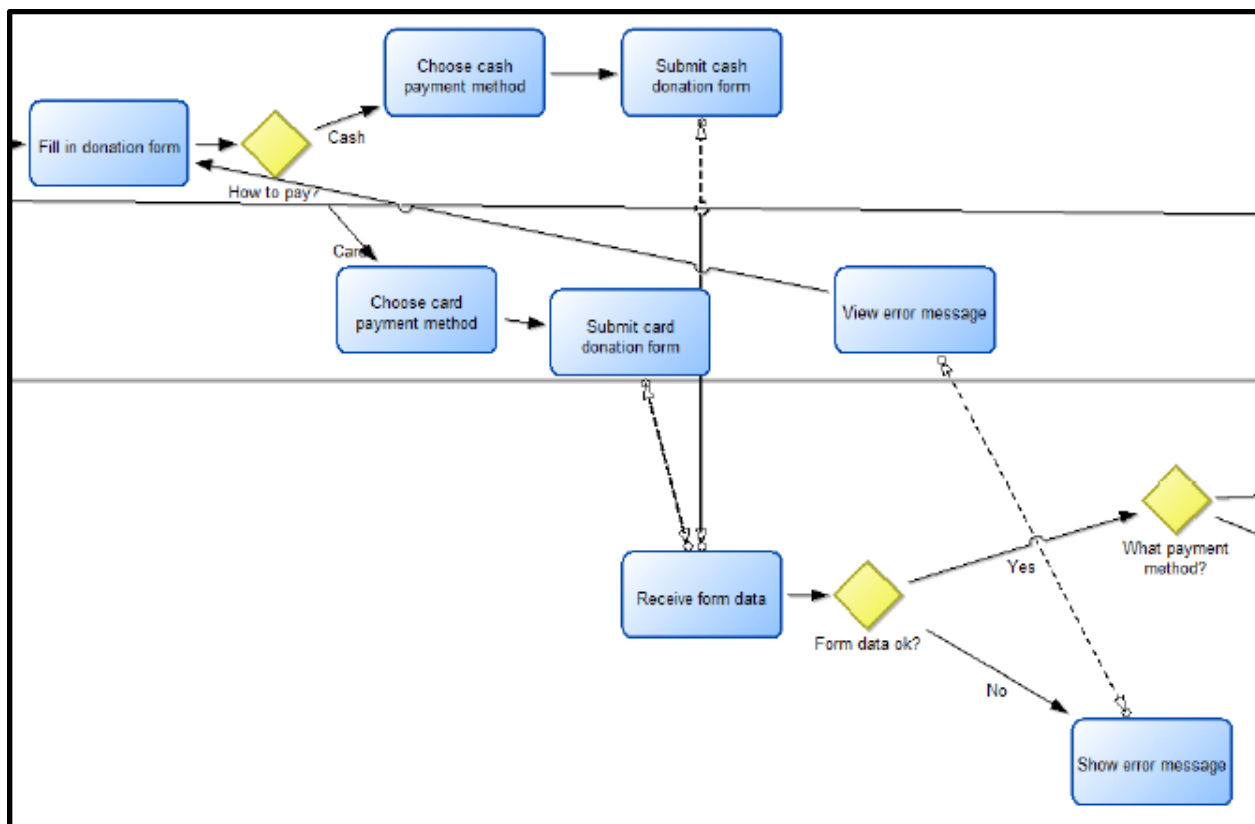 Choose cash
payment method
Submit cash
donation form
Fill in donation form
Cash
How to pay?
Card
Choose card
payment method
Submit card
donation form
View error message
What payment
method?
Yes
Receive form data
Form data ok?
No
Show error message